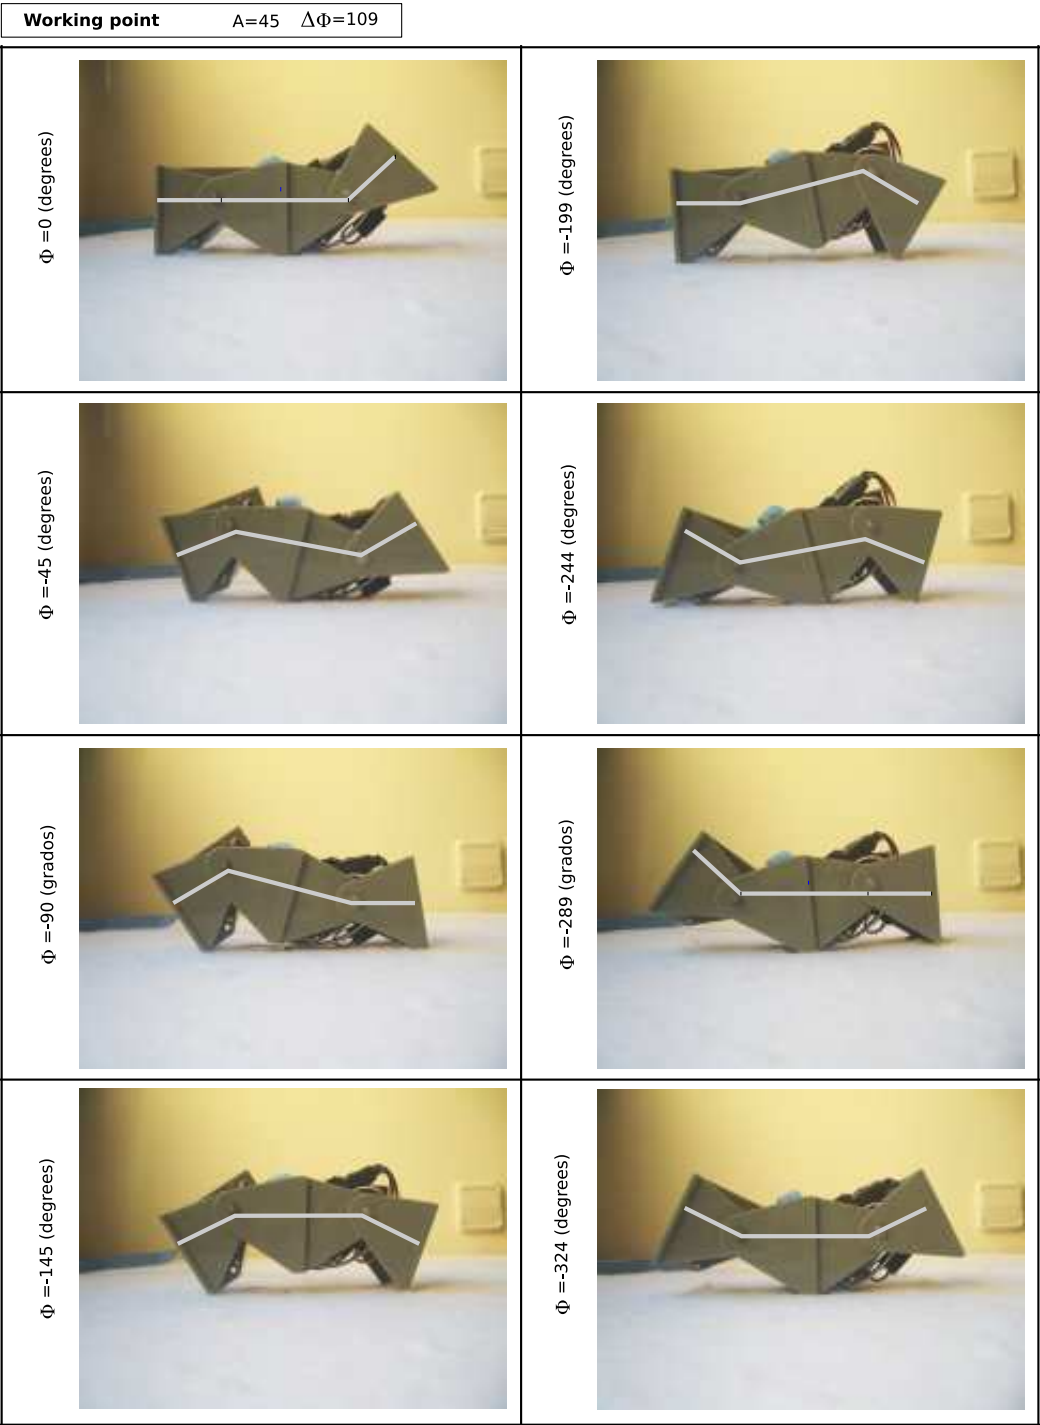 Working point A=45 ΔΦ=109
Φ =0 (degrees)
Φ =-199 (degrees)
Φ =-45 (degrees)
Φ =-244 (degrees)
Φ =-90 (grados)
Φ =-289 (grados)
Φ =-145 (degrees)
Φ =-324 (degrees)